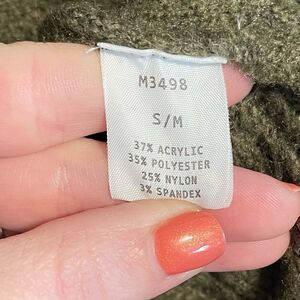 M3498
S/M
37% ACRYLIC
35% POLYESTER
25% NYLON
3% SPANDEX